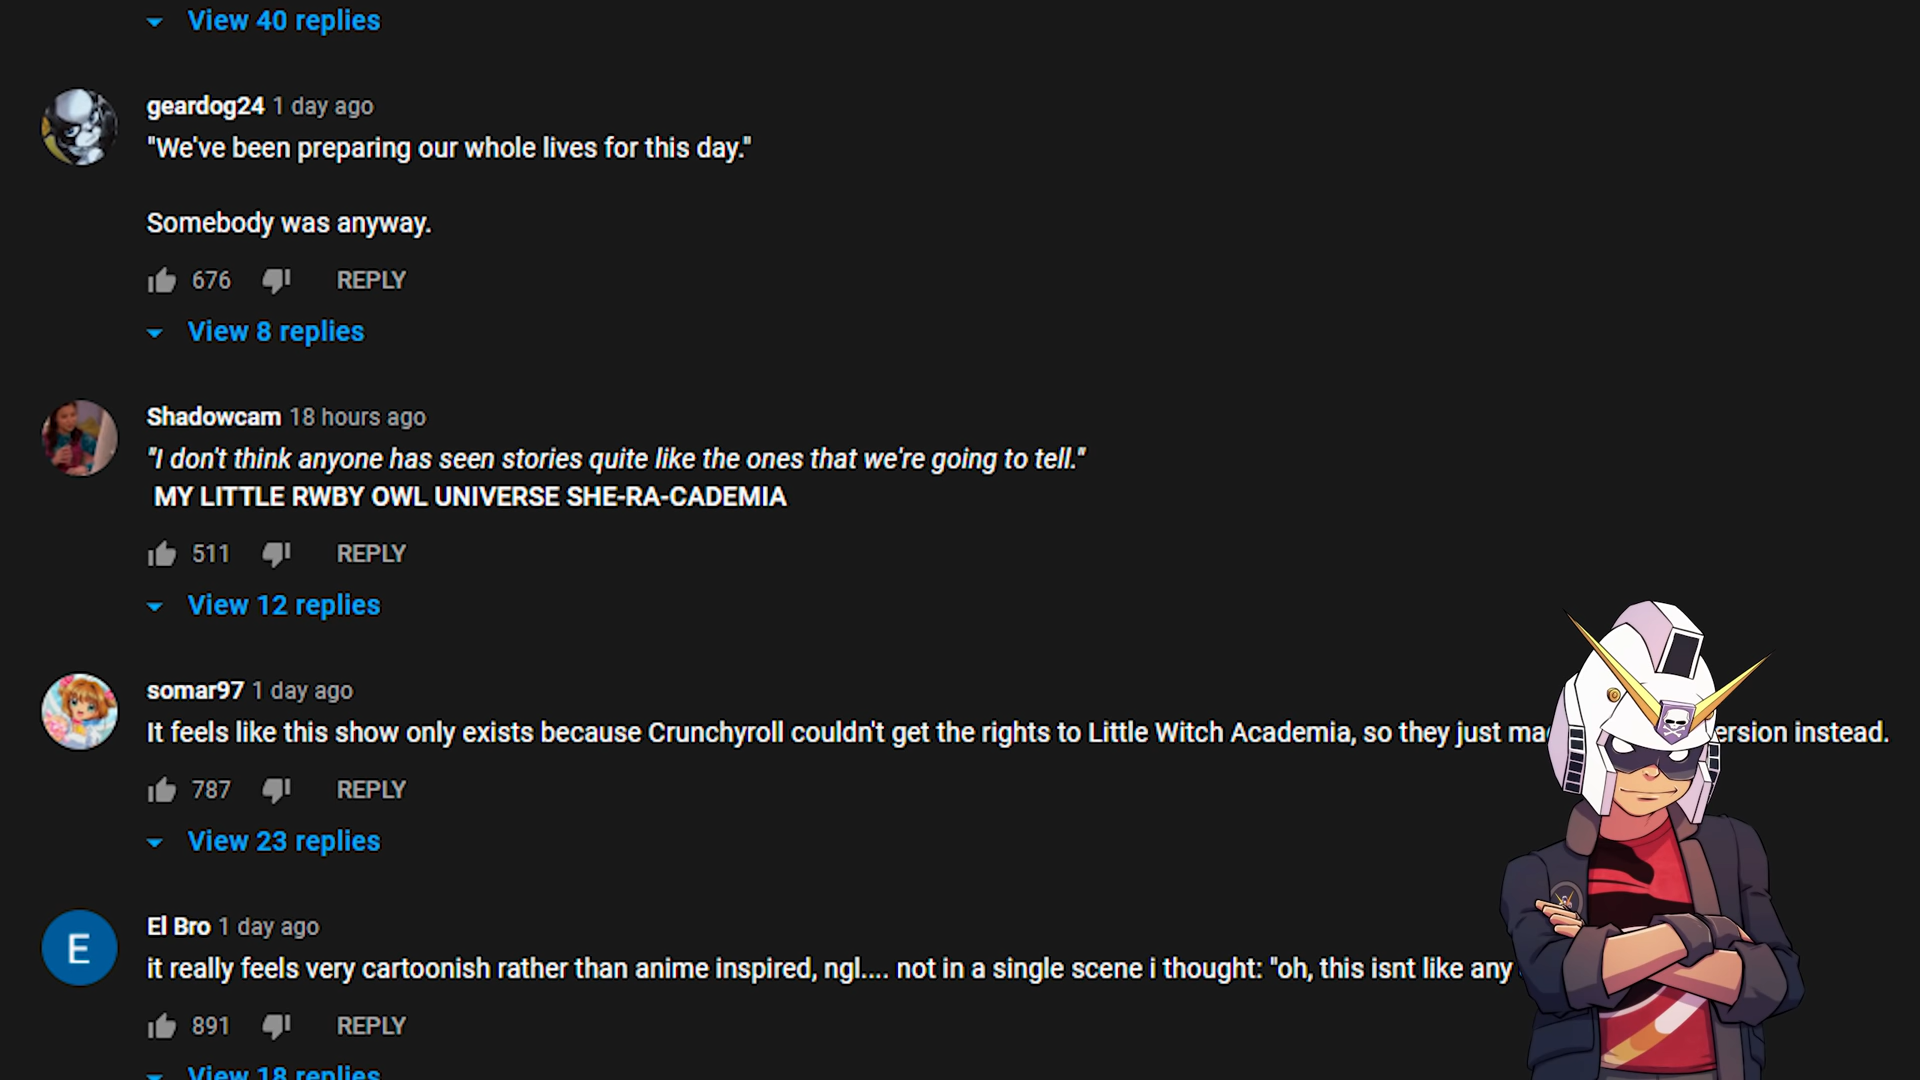 View 40 replies
geardog24 1 day ago
"We've been preparing our whole lives for this day."
Somebody was anyway.
676 REPLY
View 8 replies
Shadowcam 18 hours ago
"I don't think anyone has seen stories quite like the ones that we're going to tell."
MY LITTLE RWBY OWL UNIVERSE SHE-RA-CADEMIA
511 REPLY
View 12 replies
somar97 1 day ago
It feels like this show only exists because Crunchyroll couldn't get the rights to Little Witch Academia, so they just instead.
787 REPLY
View 23 replies
E
El Bro 1 day ago
it really feels very cartoonish rather than anime inspired, ngl.... not in a single scene i thought: "oh, this isnt like any
891 REPLY
View 18 replies